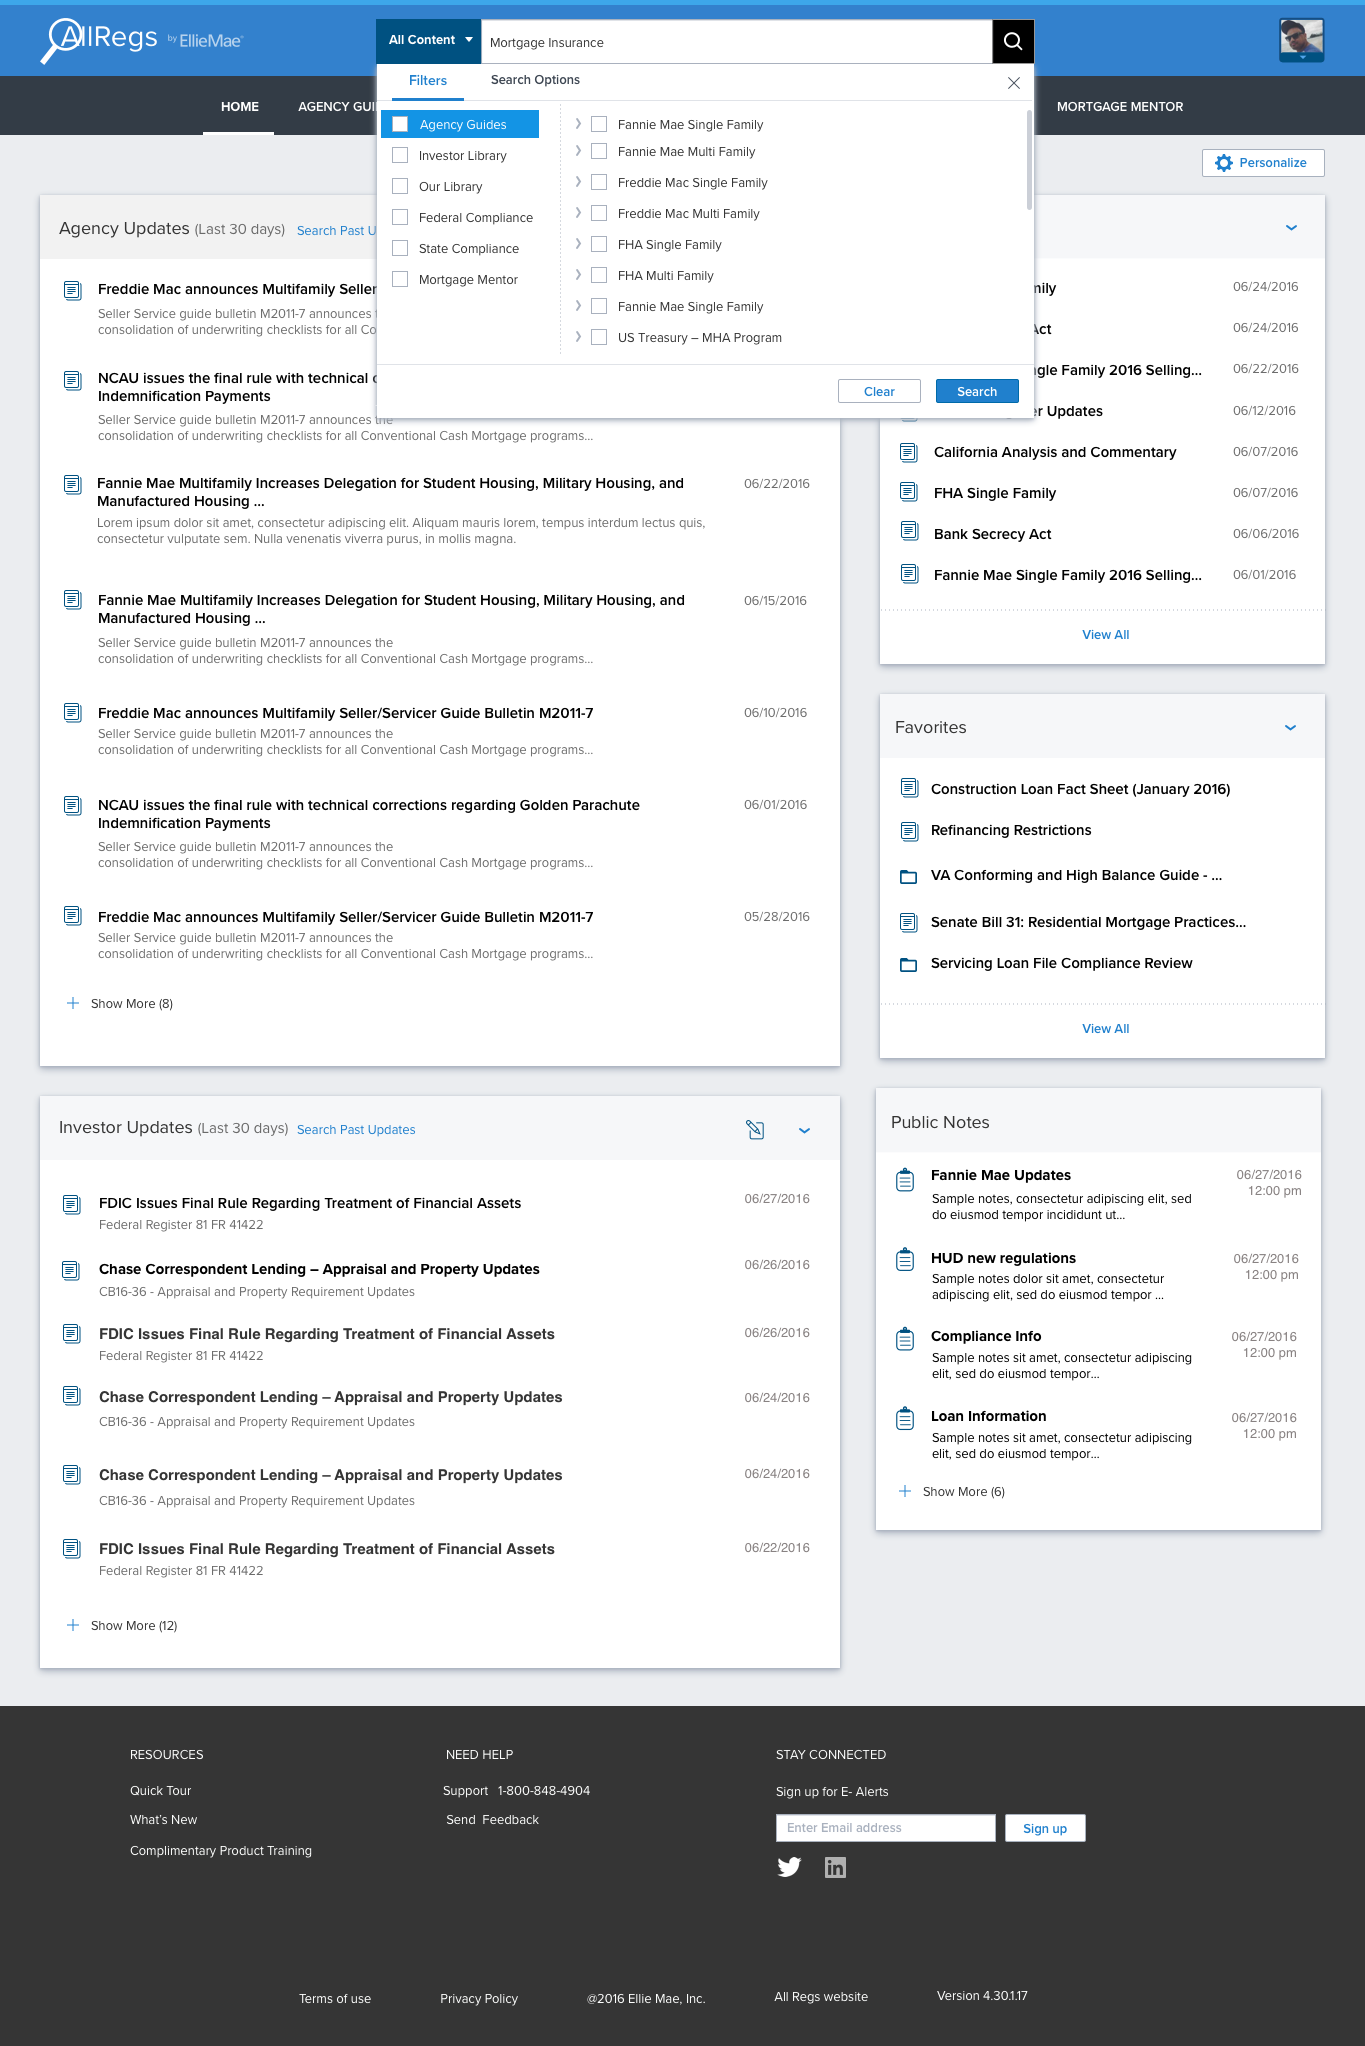 AllRegs by EllieMae
All Content
Mortgage Insurance
Filters
Search Options
HOME
AGENCY
MORTGAGE MENTOR
Agency Guides
Investor Library
Our Library
Federal Compliance
State Compliance
Mortgage Mentor
Fannie Mae Single Family
Fannie Mae Multi Family
Freddie Mac Single Family
Freddie Mac Multi Family
FHA Single Family
FHA Multi Family
Fannie Mae Single Family
US Treasury – MHA Program
Clear
Search
Personalize
Agency Updates (Last 30 days) Search Past
Freddie Mac announces Multifamily Seller
Seller Service guide bulletin M2011-7 announces
consolidation of underwriting checklists for all
NCAU issues the final rule with technical
Indemnification Payments
Seller Service guide bulletin M2011-7 announces the
consolidation of underwriting checklists for all Conventional Cash Mortgage programs...
Fannie Mae Multifamily Increases Delegation for Student Housing, Military Housing, and
Manufactured Housing ...
06/22/2016
Lorem ipsum dolor sit amet, consectetur adipiscing elit. Aliquam mauris lorem, tempus interdum lectus quis,
consectetur vulputate sem. Nulla venenatis viverra purus, in mollis magna.
Fannie Mae Multifamily Increases Delegation for Student Housing, Military Housing, and
Manufactured Housing ...
06/15/2016
Seller Service guide bulletin M2011-7 announces the
consolidation of underwriting checklists for all Conventional Cash Mortgage programs...
Freddie Mac announces Multifamily Seller/Servicer Guide Bulletin M2011-7
06/10/2016
Seller Service guide bulletin M2011-7 announces the
consolidation of underwriting checklists for all Conventional Cash Mortgage programs...
NCAU issues the final rule with technical corrections regarding Golden Parachute
Indemnification Payments
06/01/2016
Seller Service guide bulletin M2011-7 announces the
consolidation of underwriting checklists for all Conventional Cash Mortgage programs...
Freddie Mac announces Multifamily Seller/Servicer Guide Bulletin M2011-7
05/28/2016
Seller Service guide bulletin M2011-7 announces the
consolidation of underwriting checklists for all Conventional Cash Mortgage programs...
Show More (8)
06/24/2016
Act 06/24/2016
Family 2016 Selling... 06/22/2016
Updates 06/12/2016
California Analysis and Commentary 06/07/2016
FHA Single Family 06/07/2016
Bank Secrecy Act 06/06/2016
Fannie Mae Single Family 2016 Selling... 06/01/2016
View All
Favorites
Construction Loan Fact Sheet (January 2016)
Refinancing Restrictions
VA Conforming and High Balance Guide - ...
Senate Bill 31: Residential Mortgage Practices...
Servicing Loan File Compliance Review
View All
Investor Updates (Last 30 days) Search Past Updates
FDIC Issues Final Rule Regarding Treatment of Financial Assets 06/27/2016
Federal Register 81 FR 41422
Chase Correspondent Lending – Appraisal and Property Updates 06/26/2016
CB16-36 - Appraisal and Property Requirement Updates
FDIC Issues Final Rule Regarding Treatment of Financial Assets 06/26/2016
Federal Register 81 FR 41422
Chase Correspondent Lending – Appraisal and Property Updates 06/24/2016
CB16-36 - Appraisal and Property Requirement Updates
Chase Correspondent Lending – Appraisal and Property Updates 06/24/2016
CB16-36 - Appraisal and Property Requirement Updates
FDIC Issues Final Rule Regarding Treatment of Financial Assets 06/22/2016
Federal Register 81 FR 41422
Show More (12)
Public Notes
Fannie Mae Updates 06/27/2016
12:00 pm
Sample notes, consectetur adipiscing elit, sed
do eiusmod tempor incididunt ut...
HUD new regulations 06/27/2016
12:00 pm
Sample notes dolor sit amet, consectetur
adipiscing elit, sed do eiusmod tempor ...
Compliance Info 06/27/2016
12:00 pm
Sample notes sit amet, consectetur adipiscing
elit, sed do eiusmod tempor...
Loan Information 06/27/2016
12:00 pm
Sample notes sit amet, consectetur adipiscing
elit, sed do eiusmod tempor...
Show More (6)
RESOURCES
Quick Tour
What's New
Complimentary Product Training
NEED HELP
Support 1-800-848-4904
Send Feedback
STAY CONNECTED
Sign up for E- Alerts
Enter Email address
Sign up
in
Terms of use
Privacy Policy
@2016 Ellie Mae, Inc.
All Regs website
Version 4.30.1.17